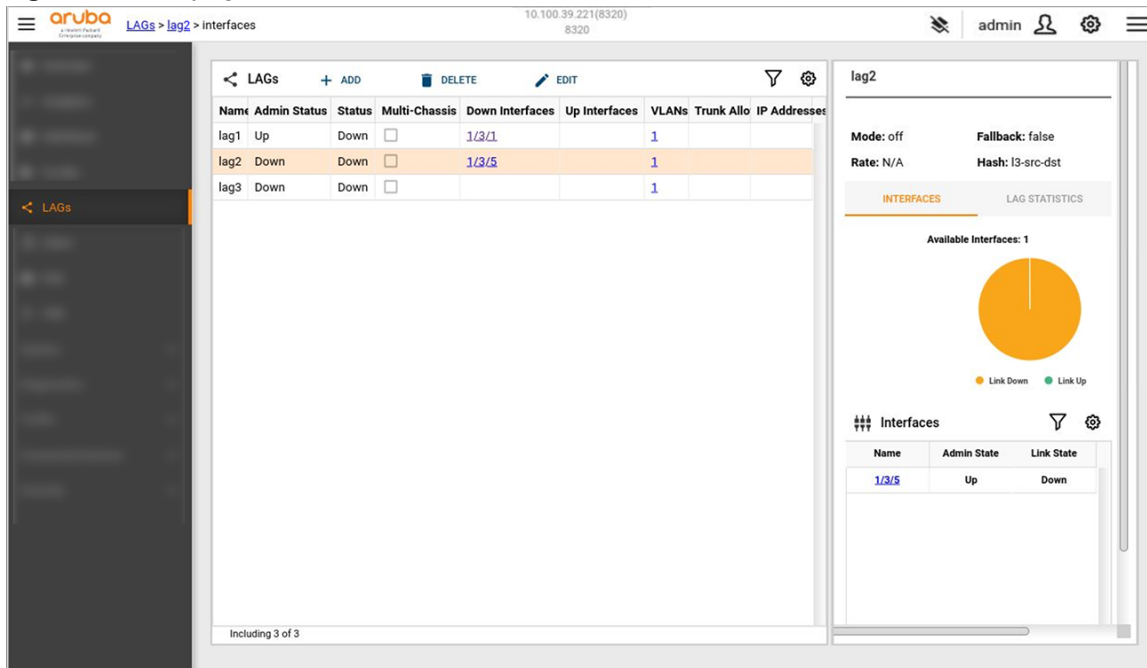 aruba
a Hewlett Packard
Enterprise company
LAGs > lag2 > interfaces
10.100.39.221(8320)
8320
admin
LAGs
LAGs + ADD DELETE EDIT
Name Admin Status Status Multi-Chassis Down Interfaces Up Interfaces VLANs Trunk Allo IP Addresses
lag1 Up Down 1/3/1 1
lag2 Down Down 1/3/5 1
lag3 Down Down 1
Including 3 of 3
lag2
Mode: off Fallback: false
Rate: N/A Hash: l3-src-dst
INTERFACES LAG STATISTICS
Available Interfaces: 1
Link Down Link Up
Interfaces
Name Admin State Link State
1/3/5 Up Down